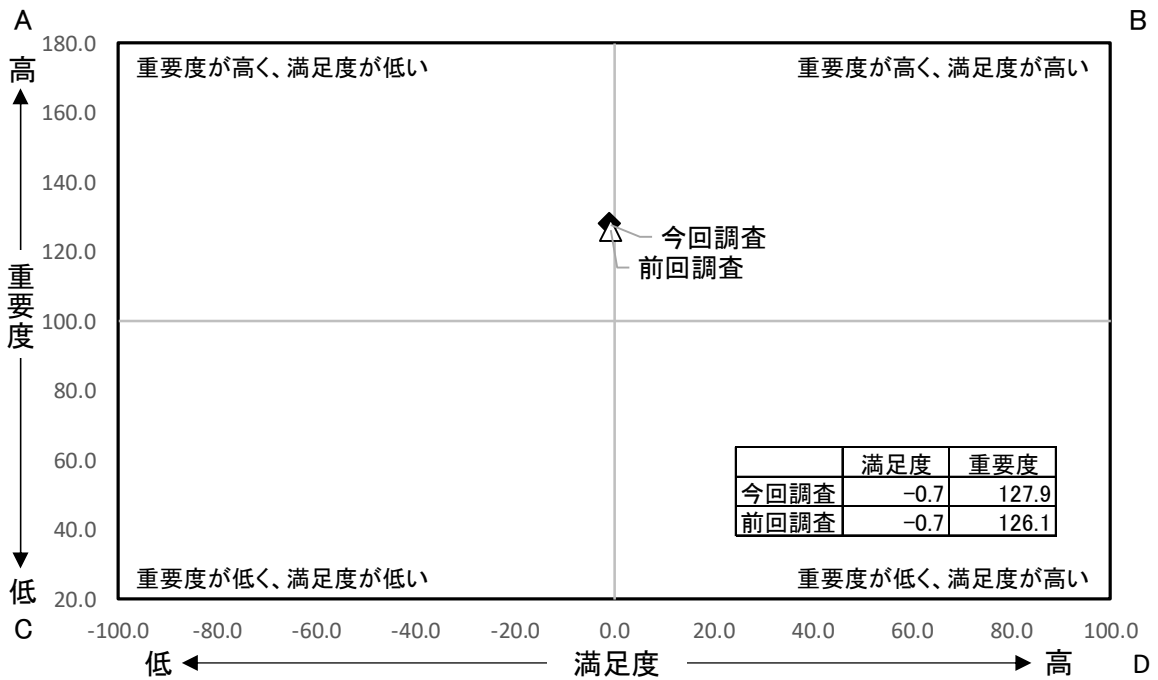 A
B
180.0
高
重要度が高く、満足度が低い
重要度が高く、満足度が高い
160.0
140.0
120.0
今回調査
前回調査
重要度
100.0
80.0
60.0
満足度 重要度
今回調査 -0.7 127.9
前回調査 -0.7 126.1
40.0
重要度が低く、満足度が低い
重要度が低く、満足度が高い
低
20.0
C
-100.0 -80.0 -60.0 -40.0 -20.0 0.0 20.0 40.0 60.0 80.0 100.0
低 満足度 高
D